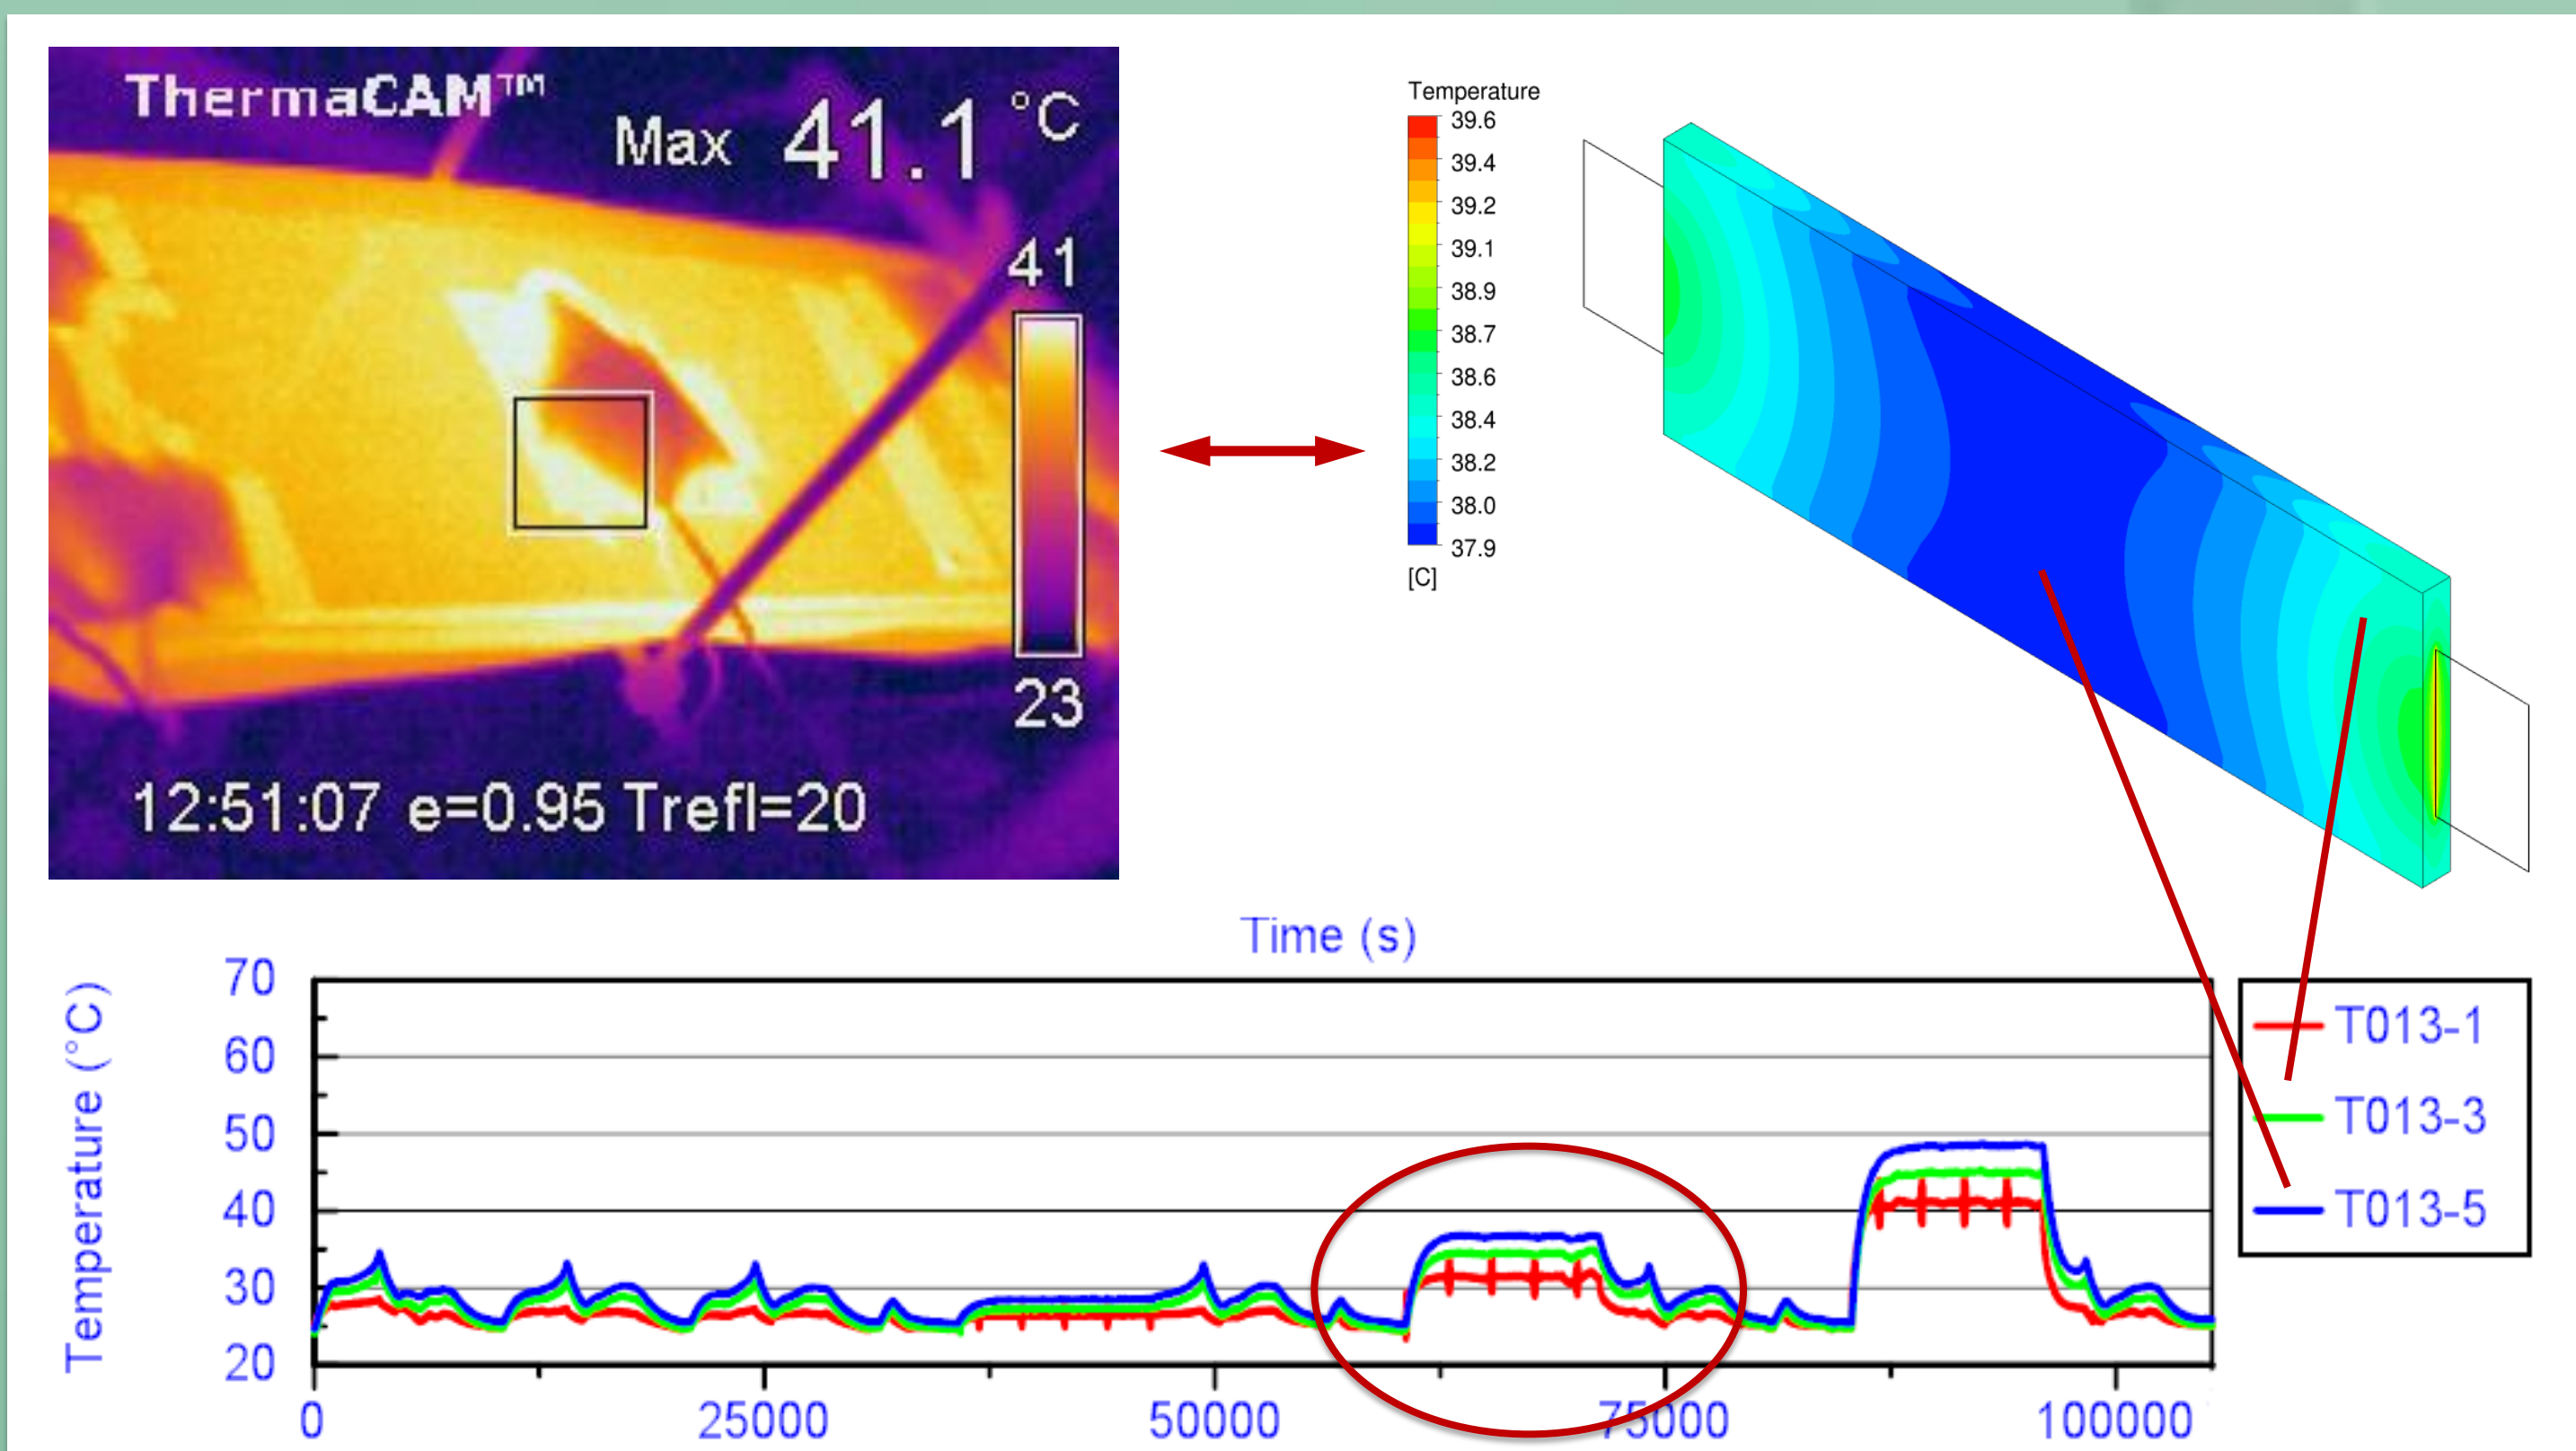 ThermaCAM™
Max 41.1 °C
41
23
12:51:07 e=0.95 Trefl=20
Temperature
39.6
39.4
39.2
39.1
38.9
38.7
38.6
38.4
38.2
38.0
37.9
[C]
Time (s)
Temperature (°C)
70
60
50
40
30
20
0
25000
50000
75000
100000
T013-1
T013-3
T013-5